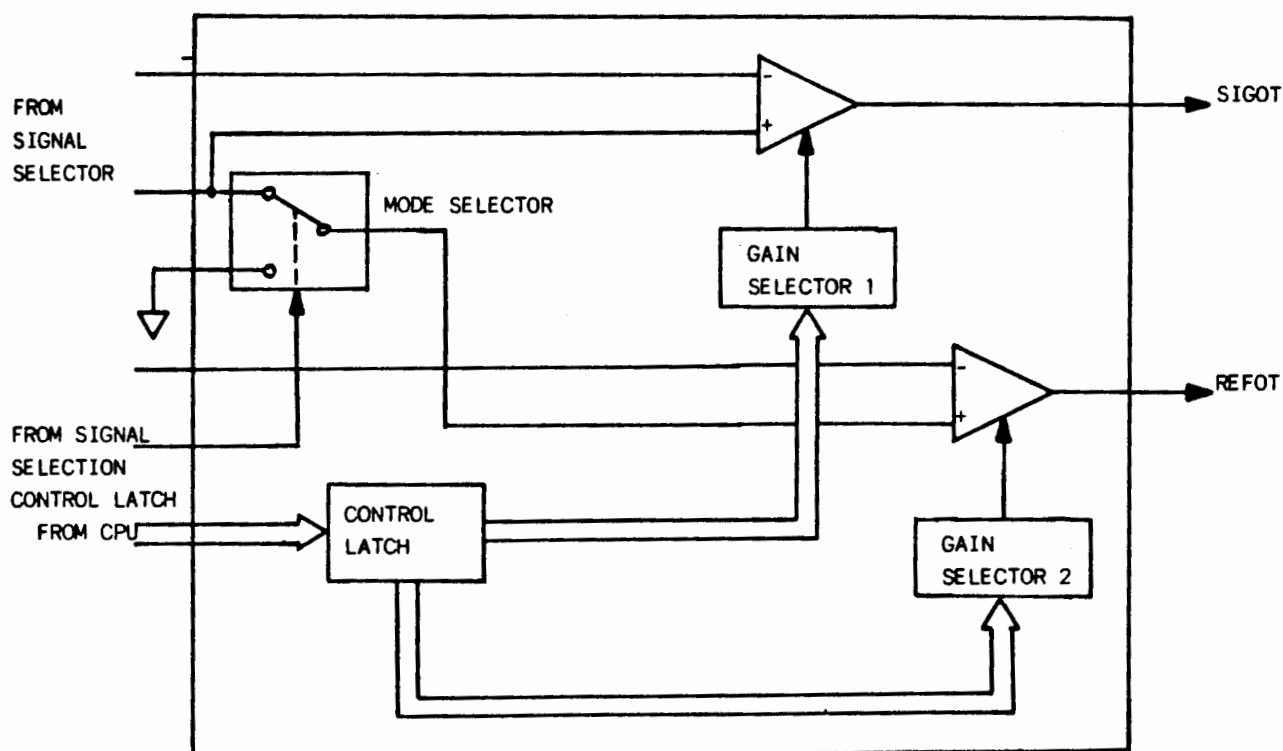 SIGOT
-
+
FROM
SIGNAL
SELECTOR
MODE SELECTOR
GAIN
SELECTOR 1
REFOT
-
+
FROM SIGNAL
SELECTION
CONTROL LATCH
FROM CPU
CONTROL
LATCH
GAIN
SELECTOR 2